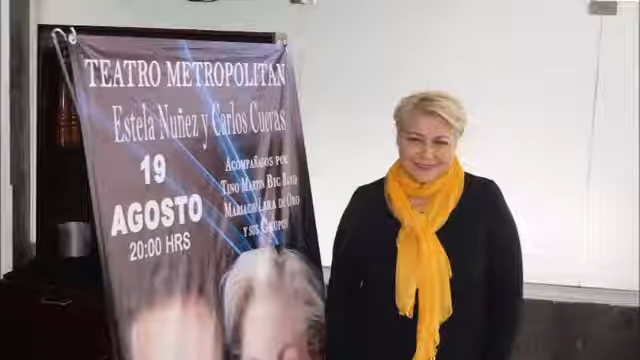 TEATRO METROPOLITAN
Estela Nuñez y Carlos Cuevas
19
AGOSTO
20:00 HRS
ACOMPAÑADOS POR
TINO MARTIN BIG BAND
MARIACHI LIRA DE ORO
Y SUS GRUPOS